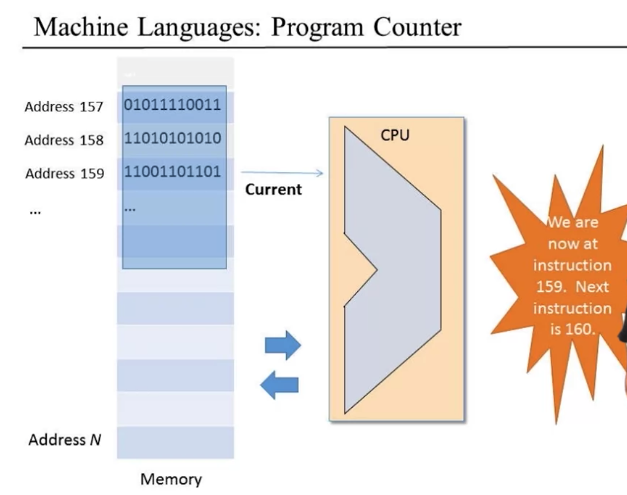 Machine Languages: Program Counter
...
Address 157
01011110011
Address 158
11010101010
Address 159
11001101101
...
...
Current
CPU
We are
now at
instruction
159. Next
instruction
is 160.
Address N
Memory